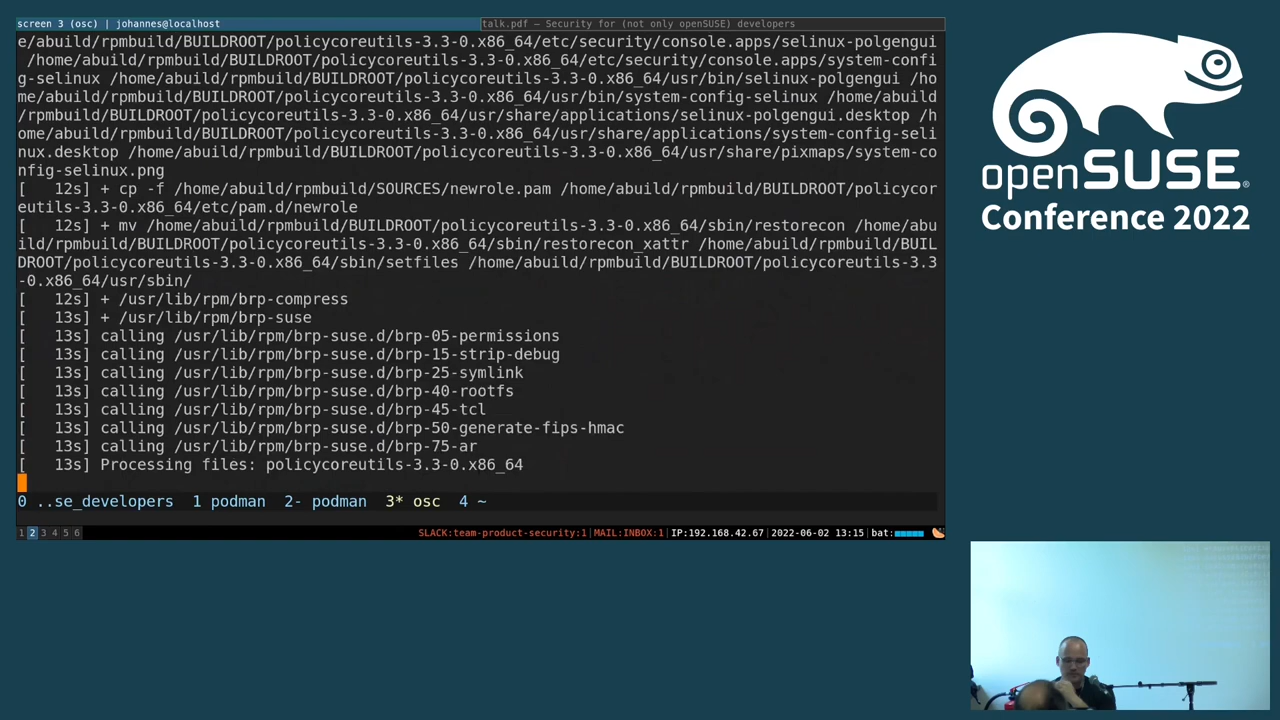 screen 3 (osc) | johannes@localhost
talk.pdf — Security for (not only openSUSE) developers
e/abuild/rpmbuild/BUILDROOT/policycoreutils-3.3-0.x86_64/etc/security/console.apps/selinux-polgengui
/home/abuild/rpmbuild/BUILDROOT/policycoreutils-3.3-0.x86_64/etc/security/console.apps/system-confi
g-selinux /home/abuild/rpmbuild/BUILDROOT/policycoreutils-3.3-0.x86_64/usr/bin/selinux-polgengui /ho
me/abuild/rpmbuild/BUILDROOT/policycoreutils-3.3-0.x86_64/usr/bin/system-config-selinux /home/abuild
/rpmbuild/BUILDROOT/policycoreutils-3.3-0.x86_64/usr/share/applications/selinux-polgengui.desktop /h
ome/abuild/rpmbuild/BUILDROOT/policycoreutils-3.3-0.x86_64/usr/share/applications/system-config-seli
nux.desktop /home/abuild/rpmbuild/BUILDROOT/policycoreutils-3.3-0.x86_64/usr/share/pixmaps/system-co
nfig-selinux.png
[   12s] + cp -f /home/abuild/rpmbuild/SOURCES/newrole.pam /home/abuild/rpmbuild/BUILDROOT/policycor
eutils-3.3-0.x86_64/etc/pam.d/newrole
[   12s] + mv /home/abuild/rpmbuild/BUILDROOT/policycoreutils-3.3-0.x86_64/sbin/restorecon /home/abu
ild/rpmbuild/BUILDROOT/policycoreutils-3.3-0.x86_64/sbin/restorecon_xattr /home/abuild/rpmbuild/BUIL
DROOT/policycoreutils-3.3-0.x86_64/sbin/setfiles /home/abuild/rpmbuild/BUILDROOT/policycoreutils-3.3
-0.x86_64/usr/sbin/
[   12s] + /usr/lib/rpm/brp-compress
[   13s] + /usr/lib/rpm/brp-suse
[   13s] calling /usr/lib/rpm/brp-suse.d/brp-05-permissions
[   13s] calling /usr/lib/rpm/brp-suse.d/brp-15-strip-debug
[   13s] calling /usr/lib/rpm/brp-suse.d/brp-25-symlink
[   13s] calling /usr/lib/rpm/brp-suse.d/brp-40-rootfs
[   13s] calling /usr/lib/rpm/brp-suse.d/brp-45-tcl
[   13s] calling /usr/lib/rpm/brp-suse.d/brp-50-generate-fips-hmac
[   13s] calling /usr/lib/rpm/brp-suse.d/brp-75-ar
[   13s] Processing files: policycoreutils-3.3-0.x86_64
0 ..se_developers  1 podman  2- podman  3* osc  4 ~
1 2 3 4 5 6
SLACK:team-product-security:1|MAIL:INBOX:1|IP:192.168.42.67|2022-06-02 13:15|bat:
openSUSE®
Conference 2022